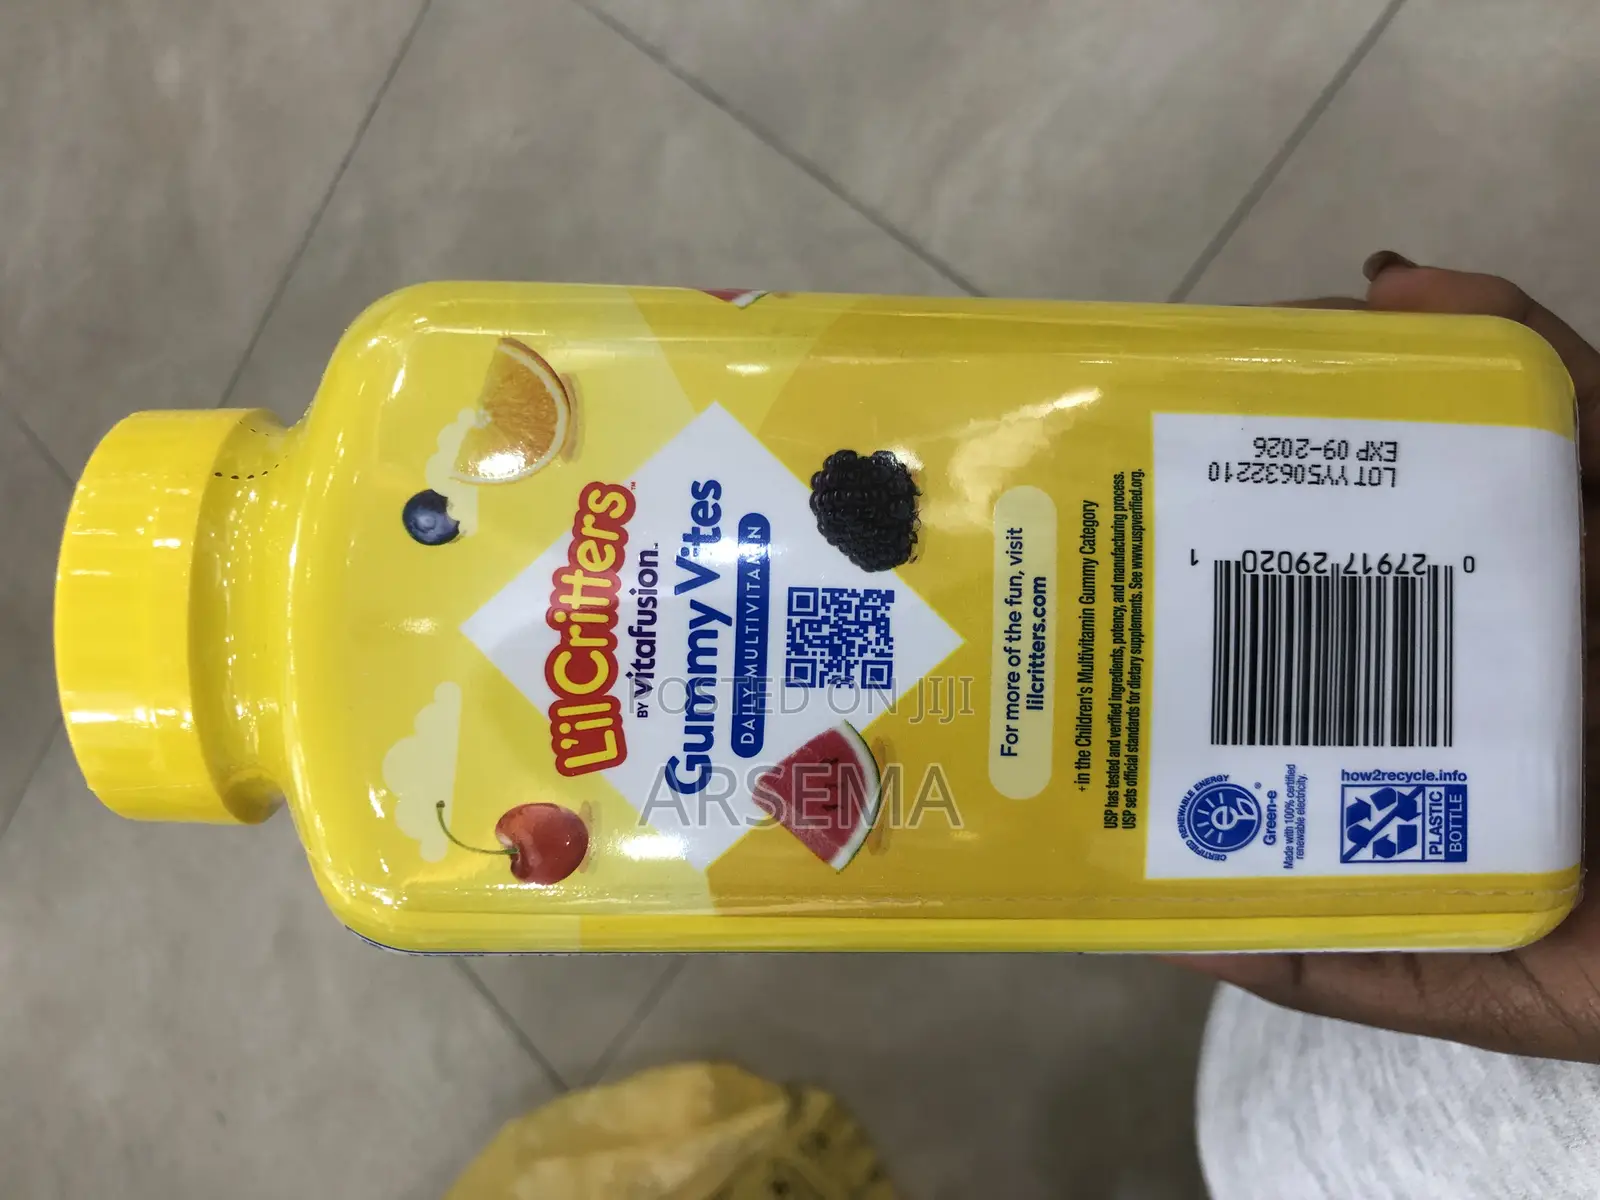 L'ilCritters™
BY vitafusion™
Gummy Vites
DAILY MULTIVITAMIN
For more of the fun, visit
lilcritters.com
+in the Children's Multivitamin Gummy Category
USP has tested and verified ingredients, potency, and manufacturing process.
USP sets official standards for dietary supplements. See www.uspverified.org.
CERTIFIED RENEWABLE ENERGY
Green-e®
Made with 100% certified
renewable electricity.
how2recycle.info
PLASTIC
BOTTLE
0 27917 29020 1
LOT YY50632210
EXP 09-2026
POSTED ON JIJI
ARSEMA